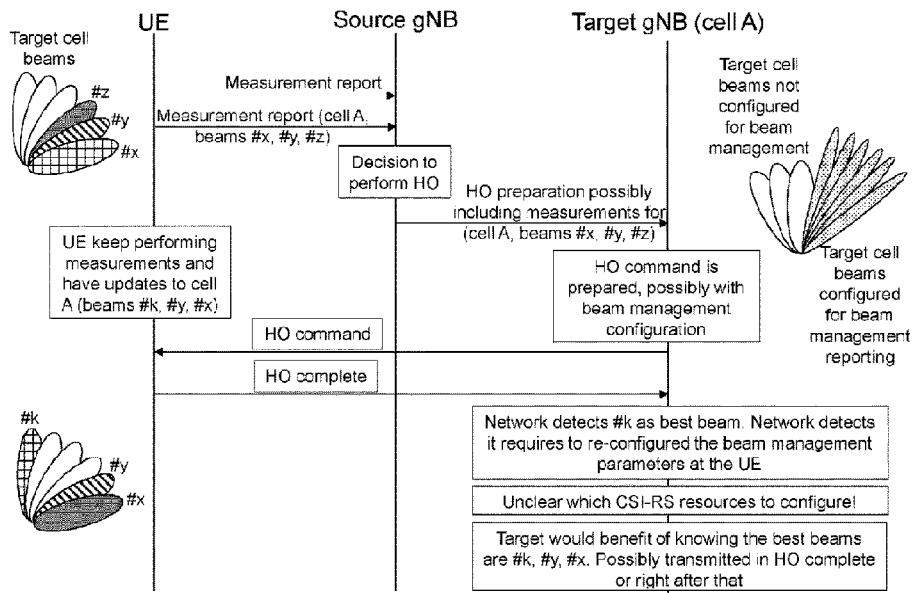 UE
Source gNB
Target gNB (cell A)
Target cell
beams
#z
#y
#x
Measurement report
Measurement report (cell A,
beams #x, #y, #z)
Decision to
perform HO
HO preparation possibly
including measurements for
(cell A, beams #x, #y, #z)
Target cell
beams not
configured
for beam
management
Target cell
beams
configured
for beam
management
reporting
UE keep performing
measurements and
have updates to cell
A (beams #k, #y, #x)
HO command is
prepared, possibly with
beam management
configuration
HO command
HO complete
#k
#y
#x
Network detects #k as best beam. Network detects
it requires to re-configured the beam management
parameters at the UE
Unclear which CSI-RS resources to configure!
Target would benefit of knowing the best beams
are #k, #y, #x. Possibly transmitted in HO complete
or right after that